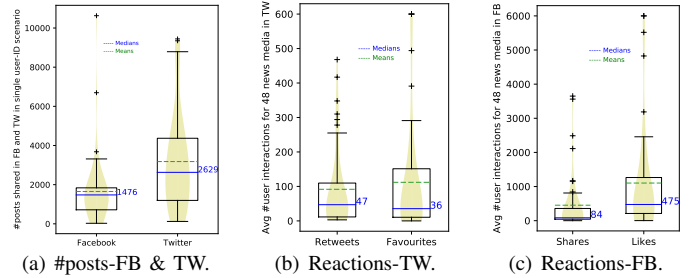 #posts shared in FB and TW in single user-ID scenario
10000
8000
6000
4000
2000
0
Medians
Means
1476
2629
Facebook
Twitter
(a) #posts-FB & TW.
Avg #user interactions for 48 news media in TW
600
500
400
300
200
100
0
Medians
Means
47
36
Retweets
Favourites
(b) Reactions-TW.
Avg #user interactions for 48 news media in FB
6000
5000
4000
3000
2000
1000
0
Medians
Means
84
475
Shares
Likes
(c) Reactions-FB.